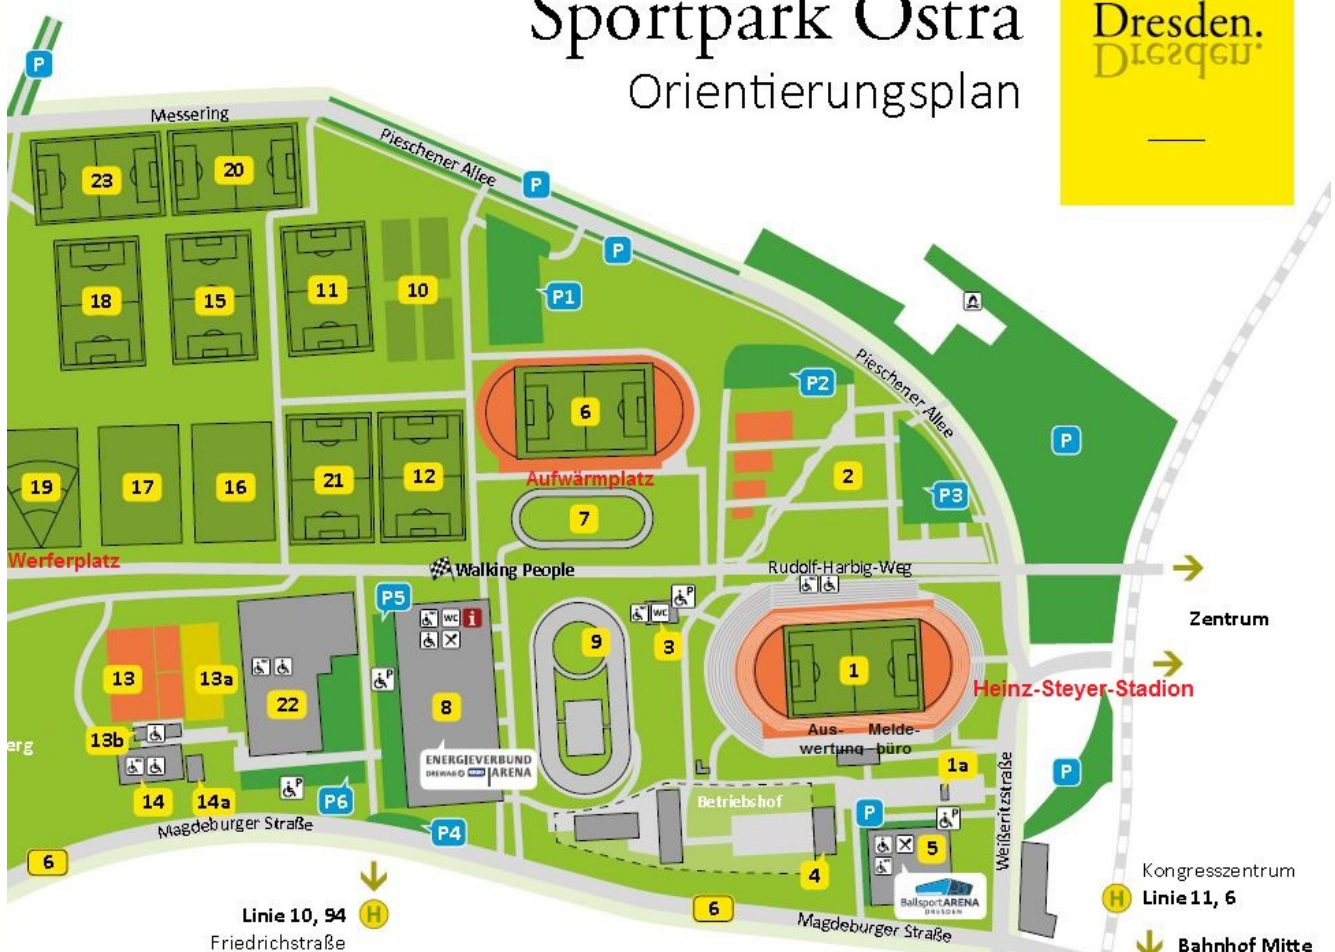 Sportpark Ostra
Orientierungsplan
Dresden.
Dresden.
P
Messering
Pieschener Allee
P
P
23
20
18
15
11
10
P1
6
Aufwärmplatz
P2
Pieschener Allee
P
2
P3
19
17
16
21
12
7
Werferplatz
Walking People
Rudolf-Harbig-Weg
Zentrum
P5
WC
i
P
WC
3
9
1
Heinz-Steyer-Stadion
13
13a
22
P
8
13b
erg
ENERGIEVERBUND
DREWAG ARENA
Aus- Melde-
wertung büro
1a
P
14
14a
P
P6
Betriebshof
P
P
Weißeritzstraße
Magdeburger Straße
P4
4
5
6
BallsportARENA
DRESDEN
Kongresszentrum
H
Linie 11, 6
Linie 10, 94
H
Friedrichstraße
6
Magdeburger Straße
Bahnhof Mitte